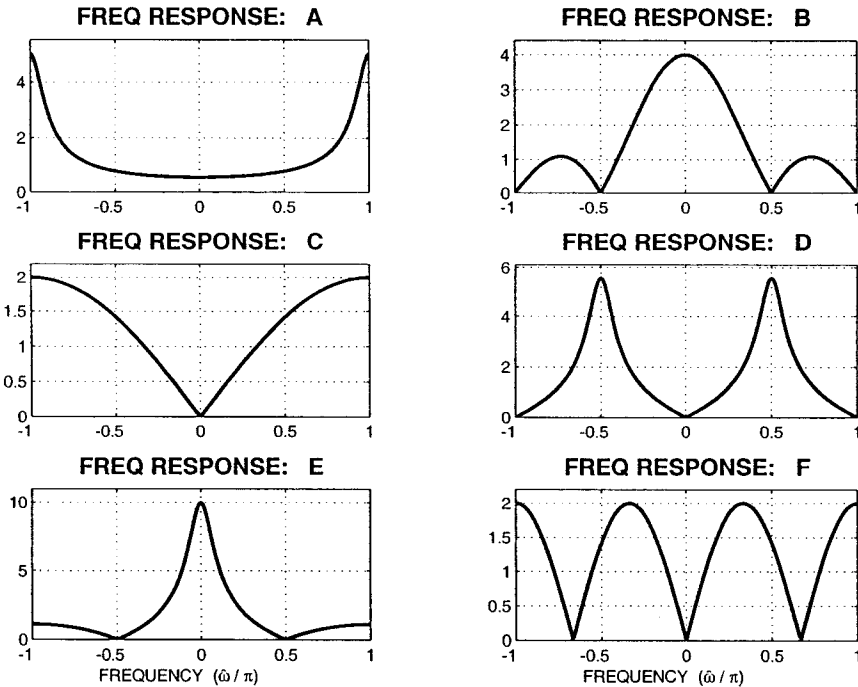 FREQ RESPONSE: A
4
2
0
-1 -0.5 0 0.5 1
FREQ RESPONSE: B
4
3
2
1
0
-1 -0.5 0 0.5 1
FREQ RESPONSE: C
2
1.5
1
0.5
0
-1 -0.5 0 0.5 1
FREQ RESPONSE: D
6
4
2
0
-1 -0.5 0 0.5 1
FREQ RESPONSE: E
10
5
0
-1 -0.5 0 0.5 1
FREQUENCY (ω̂ / π)
FREQ RESPONSE: F
2
1.5
1
0.5
0
-1 -0.5 0 0.5 1
FREQUENCY (ω̂ / π)